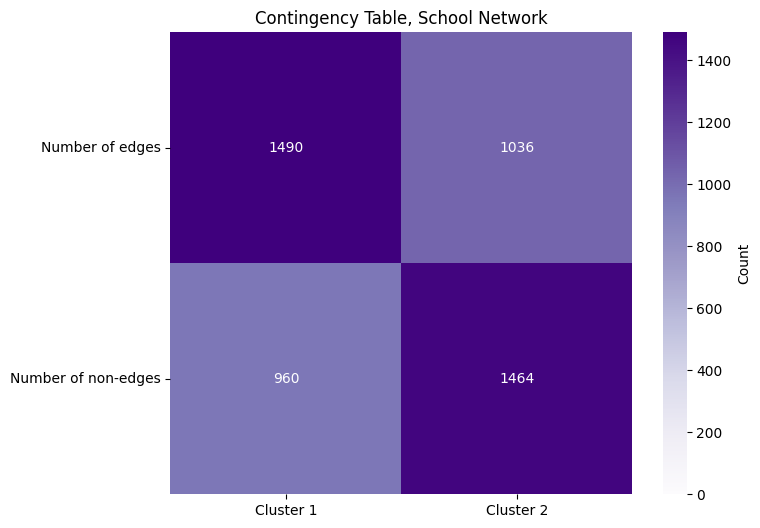 Contingency Table, School Network
Number of edges
1490
1036
Number of non-edges
960
1464
Cluster 1
Cluster 2
1400
1200
1000
800
600
400
200
0
Count